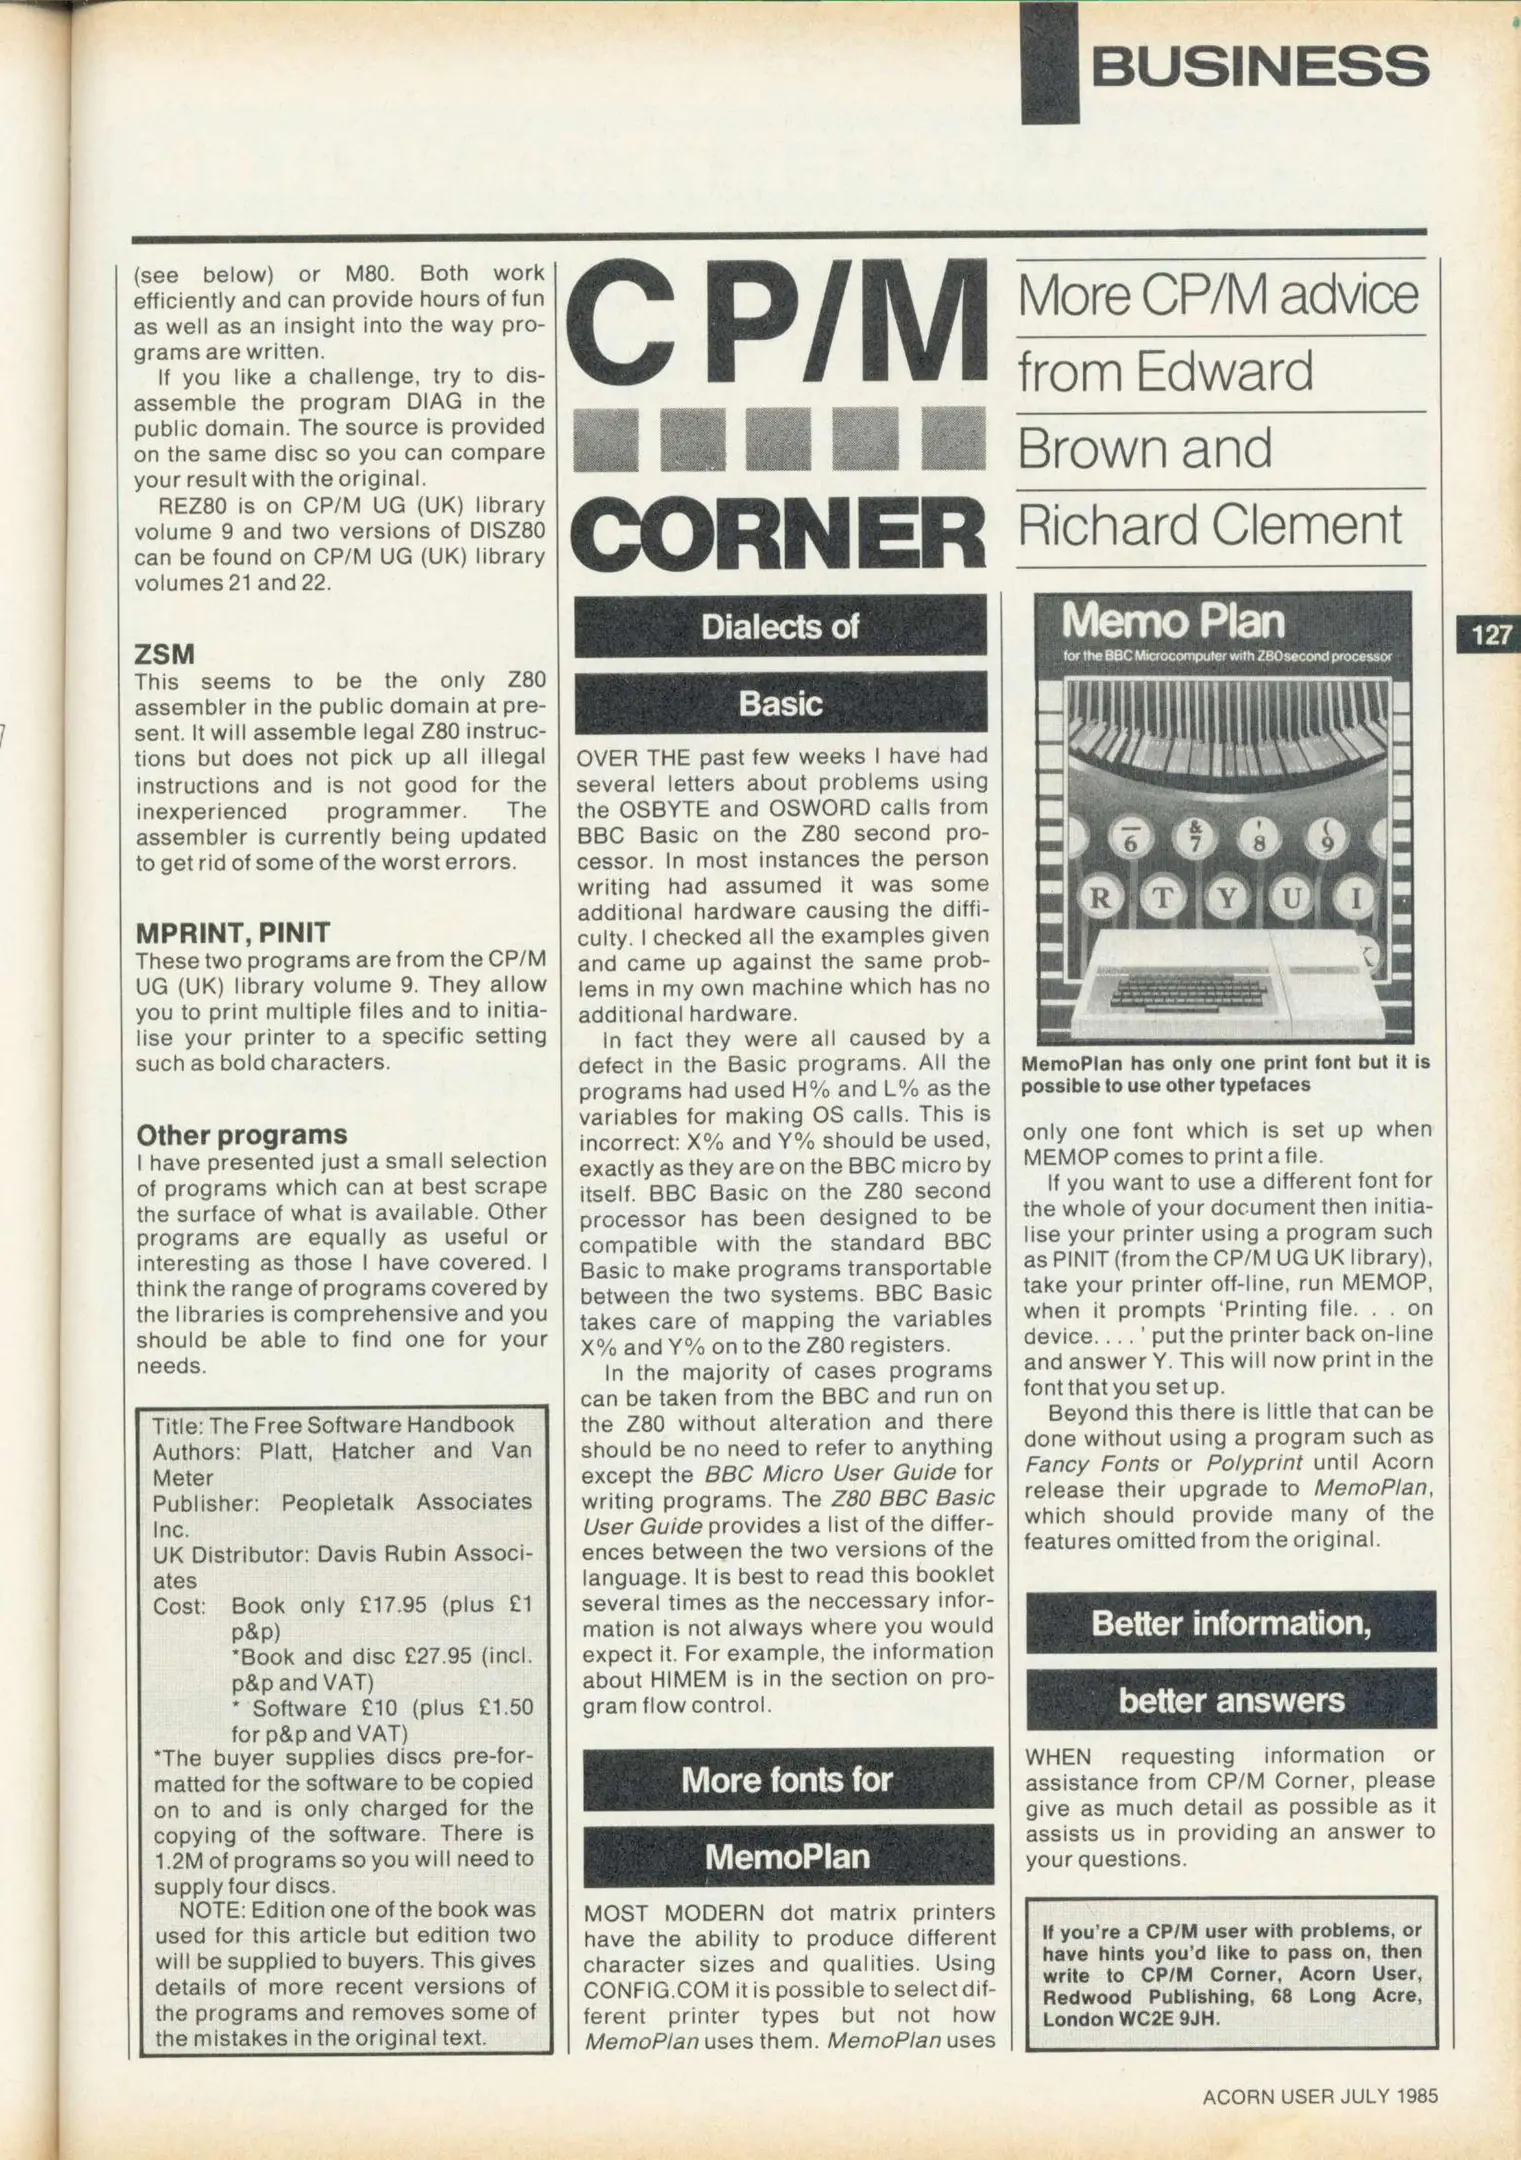 BUSINESS
(see below) or M80. Both work
efficiently and can provide hours of fun
as well as an insight into the way pro-
grams are written.
If you like a challenge, try to dis-
assemble the program DIAG in the
public domain. The source is provided
on the same disc so you can compare
your result with the original.
REZ80 is on CP/M UG (UK) library
volume 9 and two versions of DISZ80
can be found on CP/M UG (UK) library
volumes 21 and 22.
ZSM
This seems to be the only Z80
assembler in the public domain at pre-
sent. It will assemble legal Z80 instruc-
tions but does not pick up all illegal
instructions and is not good for the
inexperienced programmer. The
assembler is currently being updated
to get rid of some of the worst errors.
MPRINT, PINIT
These two programs are from the CP/M
UG (UK) library volume 9. They allow
you to print multiple files and to initia-
lise your printer to a specific setting
such as bold characters.
Other programs
I have presented just a small selection
of programs which can at best scrape
the surface of what is available. Other
programs are equally as useful or
interesting as those I have covered. I
think the range of programs covered by
the libraries is comprehensive and you
should be able to find one for your
needs.
Title: The Free Software Handbook
Authors: Platt, Hatcher and Van
Meter
Publisher: Peopletalk Associates
Inc.
UK Distributor: Davis Rubin Associ-
ates
Cost: Book only £17.95 (plus £1
p&p)
*Book and disc £27.95 (incl.
p&p and VAT)
* Software £10 (plus £1.50
for p&p and VAT)
*The buyer supplies discs pre-for-
matted for the software to be copied
on to and is only charged for the
copying of the software. There is
1.2M of programs so you will need to
supply four discs.
NOTE: Edition one of the book was
used for this article but edition two
will be supplied to buyers. This gives
details of more recent versions of
the programs and removes some of
the mistakes in the original text.
CP/M
CORNER
More CP/M advice
from Edward
Brown and
Richard Clement
Dialects of
Basic
OVER THE past few weeks I have had
several letters about problems using
the OSBYTE and OSWORD calls from
BBC Basic on the Z80 second pro-
cessor. In most instances the person
writing had assumed it was some
additional hardware causing the diffi-
culty. I checked all the examples given
and came up against the same prob-
lems in my own machine which has no
additional hardware.
In fact they were all caused by a
defect in the Basic programs. All the
programs had used H% and L% as the
variables for making OS calls. This is
incorrect: X% and Y% should be used,
exactly as they are on the BBC micro by
itself. BBC Basic on the Z80 second
processor has been designed to be
compatible with the standard BBC
Basic to make programs transportable
between the two systems. BBC Basic
takes care of mapping the variables
X% and Y% on to the Z80 registers.
In the majority of cases programs
can be taken from the BBC and run on
the Z80 without alteration and there
should be no need to refer to anything
except the BBC Micro User Guide for
writing programs. The Z80 BBC Basic
User Guide provides a list of the differ-
ences between the two versions of the
language. It is best to read this booklet
several times as the neccessary infor-
mation is not always where you would
expect it. For example, the information
about HIMEM is in the section on pro-
gram flow control.
More fonts for
MemoPlan
MOST MODERN dot matrix printers
have the ability to produce different
character sizes and qualities. Using
CONFIG.COM it is possible to select dif-
ferent printer types but not how
MemoPlan uses them. MemoPlan uses
Memo Plan
for the BBC Microcomputer with Z80 second processor
6 & 7 ' 8 ( 9
R T Y U I
K
MemoPlan has only one print font but it is
possible to use other typefaces
only one font which is set up when
MEMOP comes to print a file.
If you want to use a different font for
the whole of your document then initia-
lise your printer using a program such
as PINIT (from the CP/M UG UK library),
take your printer off-line, run MEMOP,
when it prompts ‘Printing file. . . on
device. . . . ’ put the printer back on-line
and answer Y. This will now print in the
font that you set up.
Beyond this there is little that can be
done without using a program such as
Fancy Fonts or Polyprint until Acorn
release their upgrade to MemoPlan,
which should provide many of the
features omitted from the original.
Better information,
better answers
WHEN requesting information or
assistance from CP/M Corner, please
give as much detail as possible as it
assists us in providing an answer to
your questions.
If you're a CP/M user with problems, or
have hints you'd like to pass on, then
write to CP/M Corner, Acorn User,
Redwood Publishing, 68 Long Acre,
London WC2E 9JH.
127
ACORN USER JULY 1985